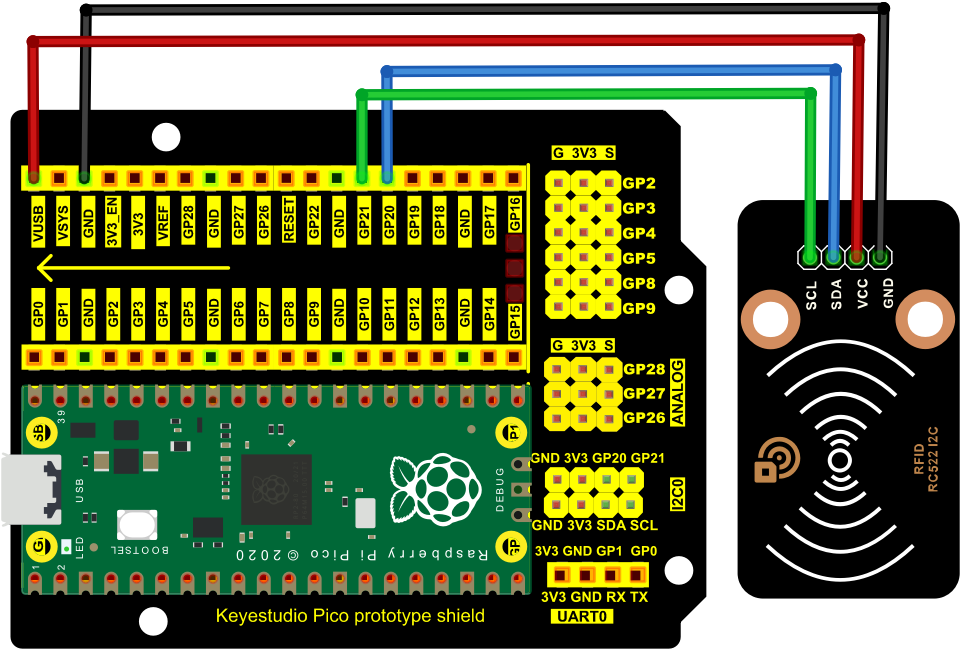 G 3V3 S
GP2
GP3
GP4
GP5
GP8
GP9
VUSB
VSYS
GND
3V3_EN
3V3
VREF
GP28
GND
GP27
GP26
RESET
GP22
GND
GP21
GP20
GP19
GP18
GND
GP17
GP16
GP0
GP1
GND
GP2
GP3
GP4
GP5
GND
GP6
GP7
GP8
GP9
GND
GP10
GP11
GP12
GP13
GND
GP14
GP15
SCL
SDA
VCC
GND
G 3V3 S
GP28
GP27
GP26
ANALOG
39
SB
P1
USB
DEBUG
BOOTSEL
LED
G
GP
1
2
Raspberry Pi Pico © 2020
GND 3V3 GP20 GP21
I2C0
GND 3V3 SDA SCL
3V3 GND GP1 GP0
3V3 GND RX TX
UART0
Keyestudio Pico prototype shield
RFID
RC522 I2C